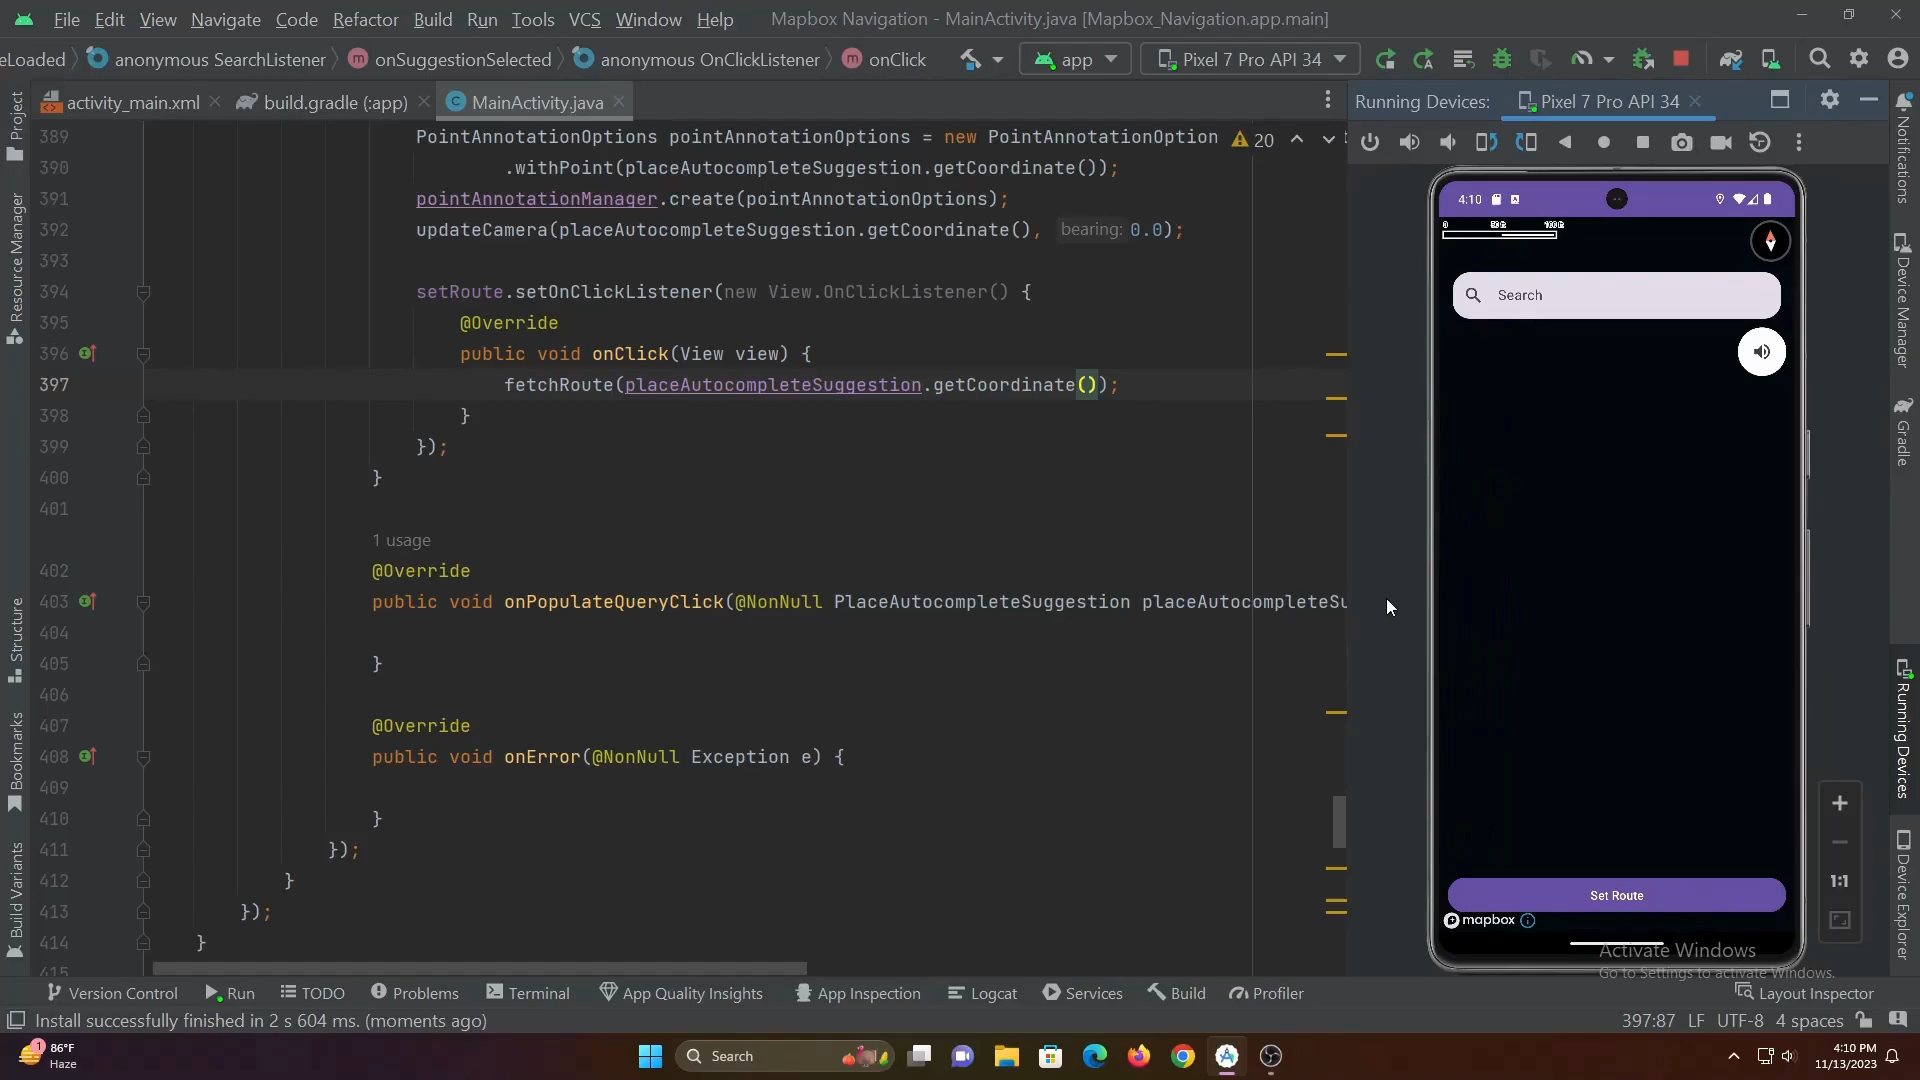 File Edit View Navigate Code Refactor Build Run Tools VCS Window Help Mapbox Navigation - MainActivity.java [Mapbox_Navigation.app.main]
eLoaded anonymous SearchListener onSuggestionSelected anonymous OnClickListener onClick app Pixel 7 Pro API 34
activity_main.xml build.gradle (:app) MainActivity.java Running Devices: Pixel 7 Pro API 34
389 PointAnnotationOptions pointAnnotationOptions = new PointAnnotationOption 20
390 .withPoint(placeAutocompleteSuggestion.getCoordinate());
391 pointAnnotationManager.create(pointAnnotationOptions);
392 updateCamera(placeAutocompleteSuggestion.getCoordinate(), bearing: 0.0);
393
394 setRoute.setOnClickListener(new View.OnClickListener() {
395 @Override
396 public void onClick(View view) {
397 fetchRoute(placeAutocompleteSuggestion.getCoordinate());
398 }
399 });
400 }
401
1 usage
402 @Override
403 public void onPopulateQueryClick(@NonNull PlaceAutocompleteSuggestion placeAutocompleteSu
404
405 }
406
407 @Override
408 public void onError(@NonNull Exception e) {
409
410 }
411 });
412 }
413 });
414 }
415
Project
Resource Manager
Structure
Bookmarks
Build Variants
4:10
0 50 ft 100 ft
Search
Set Route
mapbox
1:1
Activate Windows
Go to Settings to activate Windows.
Notifications
Device Manager
Gradle
Running Devices
Device Explorer
Version Control Run TODO Problems Terminal App Quality Insights App Inspection Logcat Services Build Profiler Layout Inspector
Install successfully finished in 2 s 604 ms. (moments ago) 397:87 LF UTF-8 4 spaces
1 86°F
Haze
Search
4:10 PM
11/13/2023